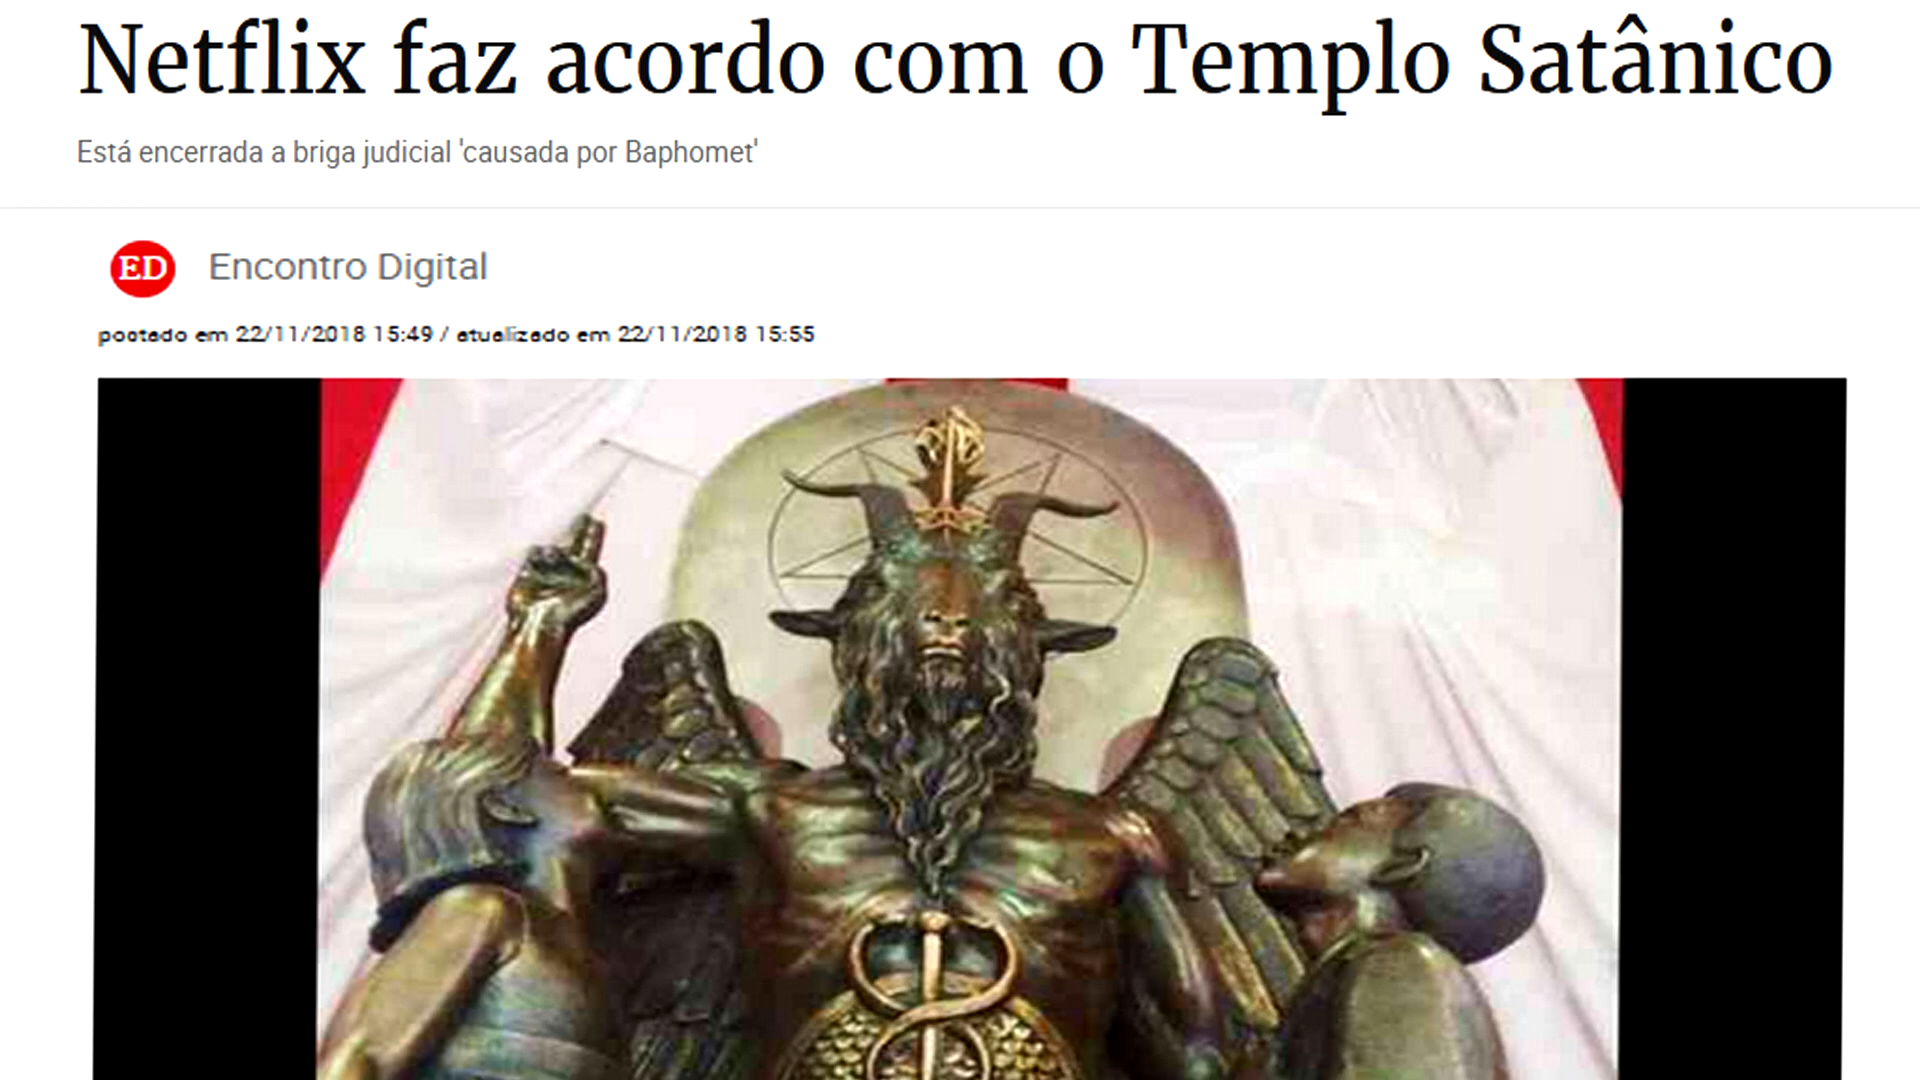 Netflix faz acordo com o Templo Satânico
Está encerrada a briga judicial 'causada por Baphomet'
ED Encontro Digital
postado em 22/11/2018 15:49 / atualizado em 22/11/2018 15:55